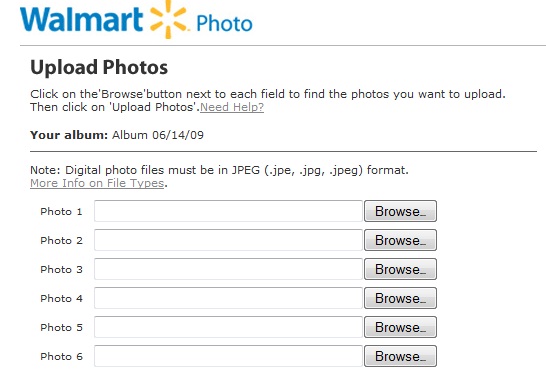 Walmart Photo
Upload Photos
Click on the'Browse'button next to each field to find the photos you want to upload.
Then click on 'Upload Photos'.Need Help?
Your album: Album 06/14/09
Note: Digital photo files must be in JPEG (.jpe, .jpg, .jpeg) format.
More Info on File Types.
Photo 1 Browse...
Photo 2 Browse...
Photo 3 Browse...
Photo 4 Browse...
Photo 5 Browse...
Photo 6 Browse...